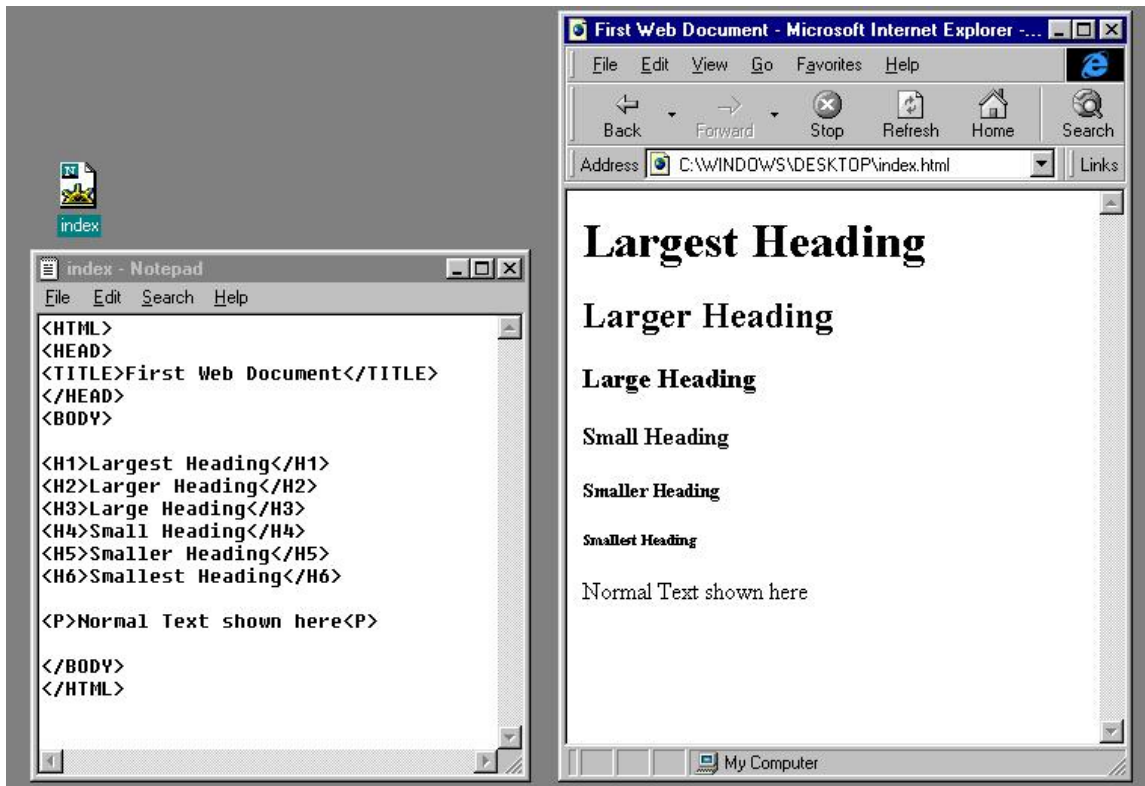 index
index - Notepad
File Edit Search Help
<HTML>
<HEAD>
<TITLE>First Web Document</TITLE>
</HEAD>
<BODY>
<H1>Largest Heading</H1>
<H2>Larger Heading</H2>
<H3>Large Heading</H3>
<H4>Small Heading</H4>
<H5>Smaller Heading</H5>
<H6>Smallest Heading</H6>
<P>Normal Text shown here<P>
</BODY>
</HTML>
First Web Document - Microsoft Internet Explorer -...
File Edit View Go Favorites Help
Back Forward Stop Refresh Home Search
Address C:\WINDOWS\DESKTOP\index.html Links
Largest Heading
Larger Heading
Large Heading
Small Heading
Smaller Heading
Smallest Heading
Normal Text shown here
My Computer